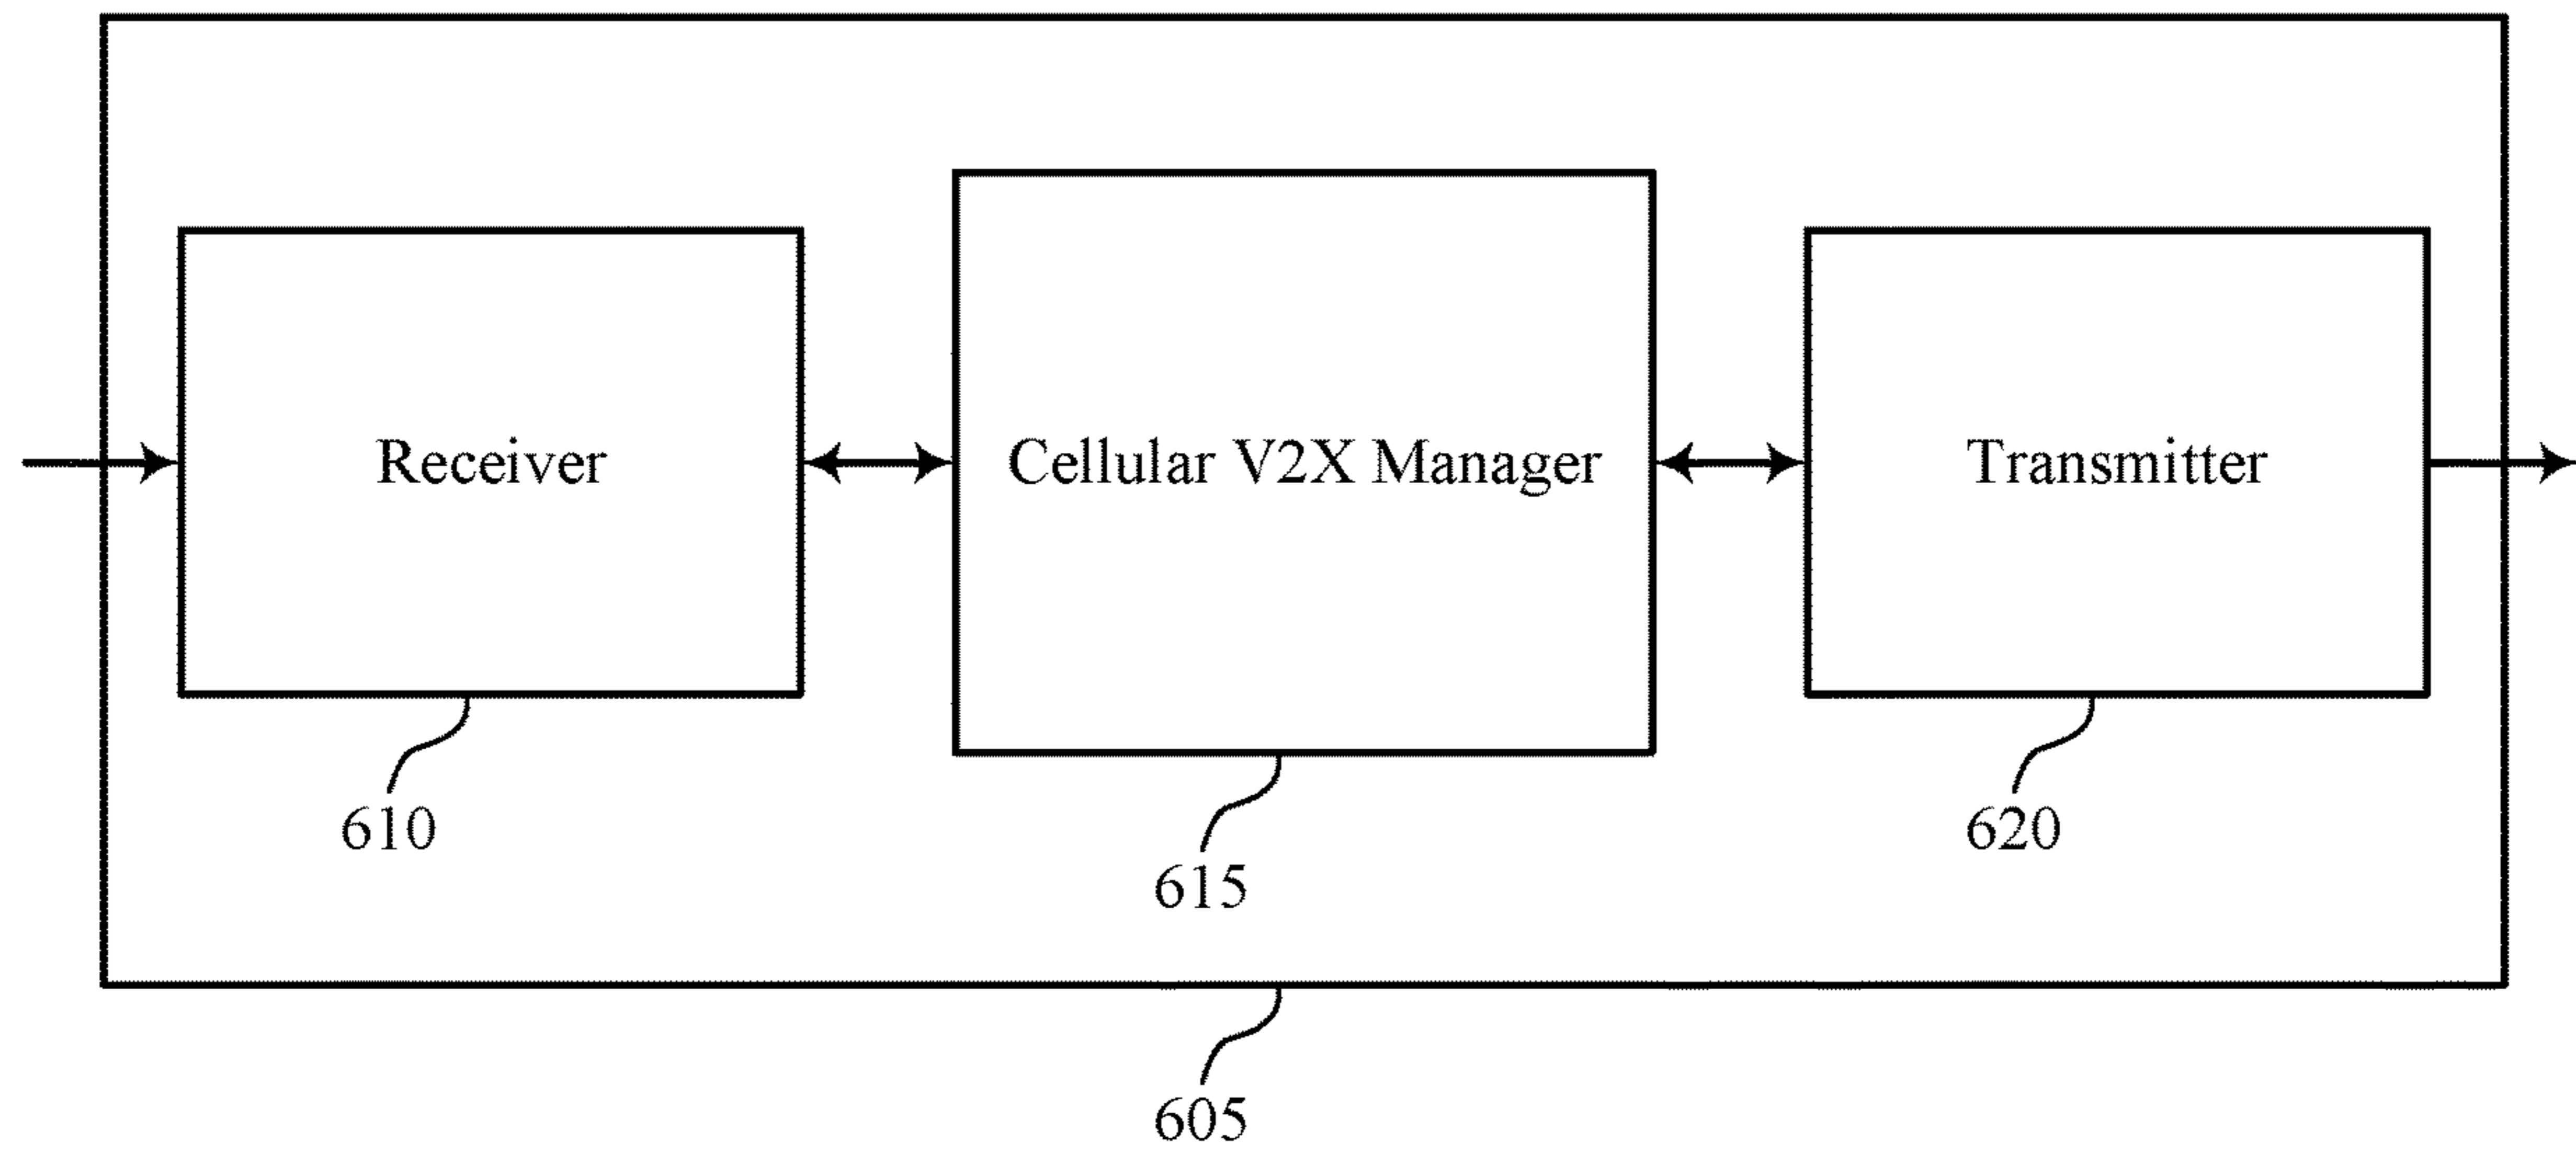 Receiver
Cellular V2X Manager
Transmitter
610
615
620
605